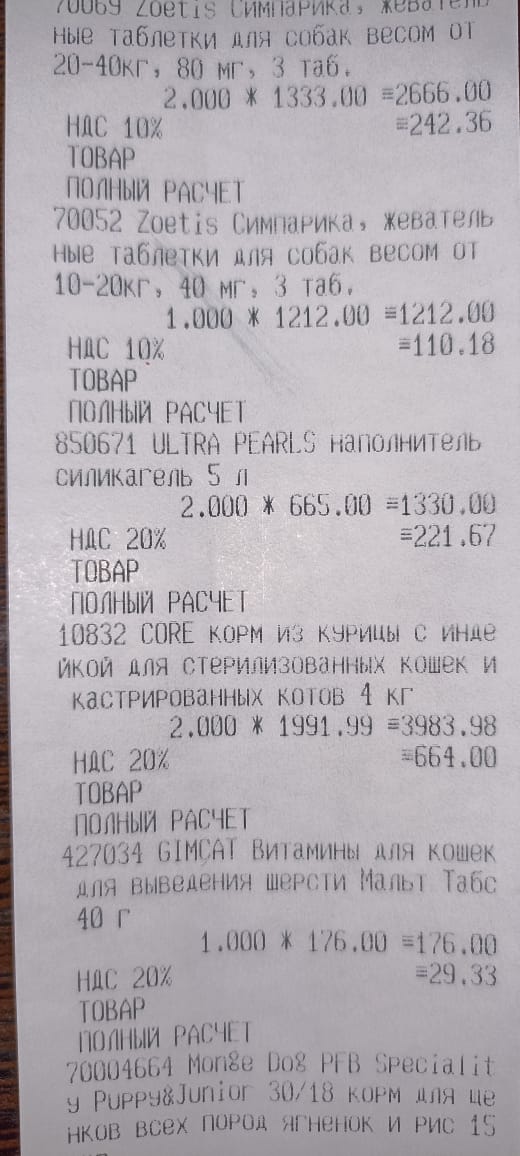 70069 Zoetis Симпарика, жеватель
ные таблетки для собак весом от
20-40кг, 80 мг, 3 таб.
2.000 * 1333.00 ≡2666.00
НДС 10% ≡242.36
ТОВАР
ПОЛНЫЙ РАСЧЕТ
70052 Zoetis Симпарика, жеватель
ные таблетки для собак весом от
10-20кг, 40 мг, 3 таб.
1.000 * 1212.00 ≡1212.00
НДС 10% ≡110.18
ТОВАР
ПОЛНЫЙ РАСЧЕТ
850671 ULTRA PEARLS наполнитель
силикагель 5 л
2.000 * 665.00 ≡1330.00
НДС 20% ≡221.67
ТОВАР
ПОЛНЫЙ РАСЧЕТ
10832 CORE корм из курицы с инде
йкой для стерилизованных кошек и
кастрированных котов 4 кг
2.000 * 1991.99 ≡3983.98
НДС 20% ≡664.00
ТОВАР
ПОЛНЫЙ РАСЧЕТ
427034 GIMCAT Витамины для кошек
для выведения шерсти Мальт Табс
40 г
1.000 * 176.00 ≡176.00
НДС 20% ≡29.33
ТОВАР
ПОЛНЫЙ РАСЧЕТ
70004664 Monge Dog PFB Specialit
y Puppy&Junior 30/18 корм для ще
нков всех пород ягненок и рис 15